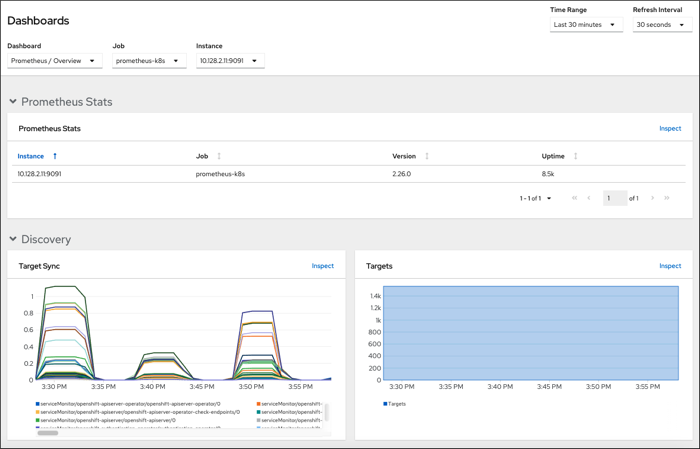 Dashboards
Time Range
Refresh Interval
Last 30 minutes
30 seconds
Dashboard
Job
Instance
Prometheus / Overview
prometheus-k8s
10.128.2.11:9091
Prometheus Stats
Prometheus Stats
Inspect
Instance
Job
Version
Uptime
10.128.2.11:9091
prometheus-k8s
2.26.0
8.5k
1 - 1 of 1
1
of 1
Discovery
Target Sync
Inspect
1
0.8
0.6
0.4
0.2
0
3:30 PM
3:35 PM
3:40 PM
3:45 PM
3:50 PM
3:55 PM
serviceMonitor/openshift-apiserver-operator/openshift-apiserver-operator/0
serviceMonitor/openshift-
serviceMonitor/openshift-apiserver/openshift-apiserver-operator-check-endpoints/0
serviceMonitor/openshift-
serviceMonitor/openshift-apiserver/openshift-apiserver/0
serviceMonitor/openshift-
Targets
Inspect
1.4k
1.2k
1k
800
600
400
200
0
3:30 PM
3:35 PM
3:40 PM
3:45 PM
3:50 PM
3:55 PM
Targets